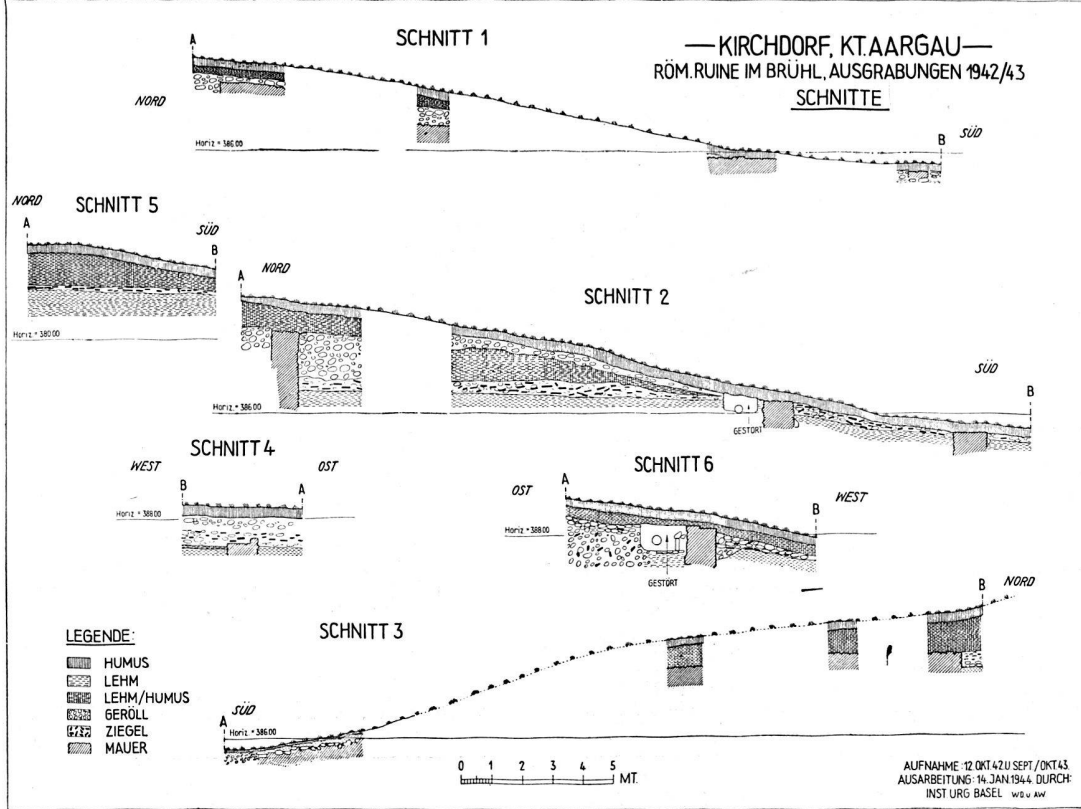 SCHNITT 1
—KIRCHDORF, KT. AARGAU—
RÖM. RUINE IM BRÜHL, AUSGRABUNGEN 1942/43
SCHNITTE
A
NORD
Horiz = 386.00
B
SÜD
NORD
SCHNITT 5
A
SÜD
B
Horiz = 380.00
A
NORD
SCHNITT 2
SÜD
B
Horiz. = 386.00
GESTÖRT
SCHNITT 4
WEST
OST
B
A
Horiz = 388.00
SCHNITT 6
OST
A
WEST
B
Horiz = 388.00
GESTÖRT
SCHNITT 3
B
NORD
A
SÜD
Horiz. = 386.00
LEGENDE:
HUMUS
LEHM
LEHM/HUMUS
GERÖLL
ZIEGEL
MAUER
0 1 2 3 4 5 MT.
AUFNAHME: 12. OKT. 42 U SEPT./OKT 43.
AUSARBEITUNG: 14. JAN. 1944. DURCH:
INST URG BASEL WD. u AW